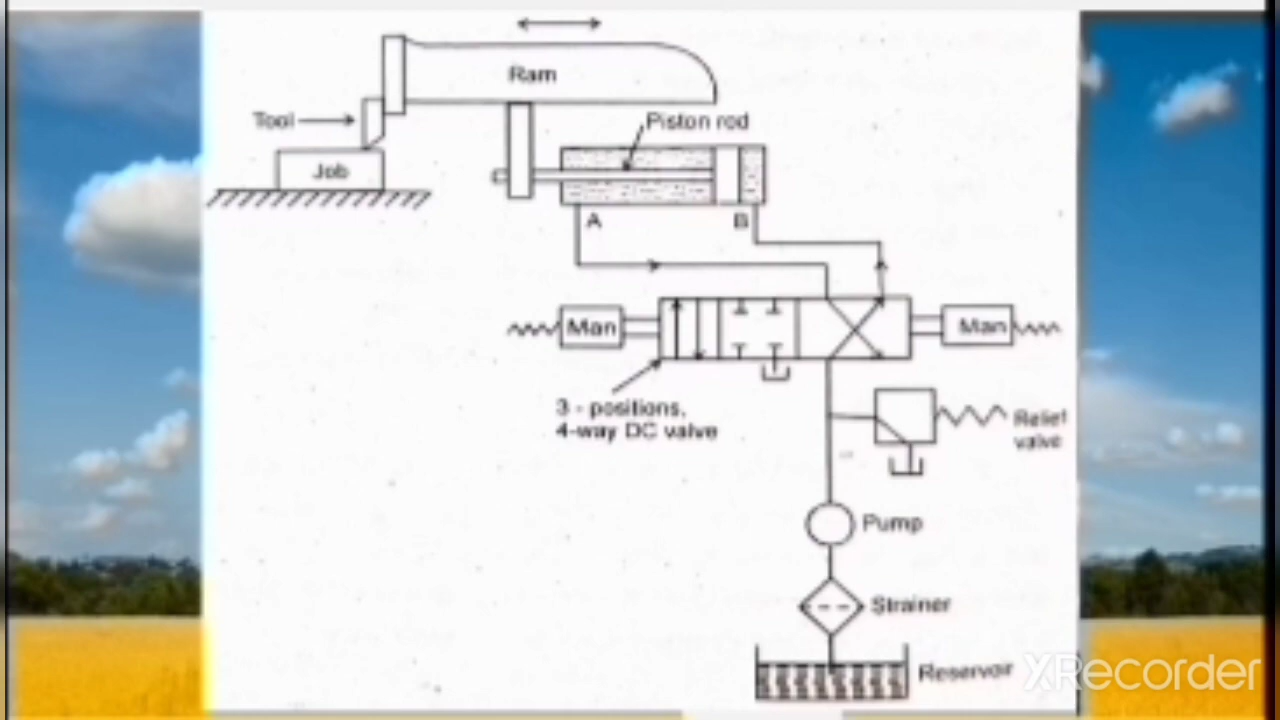 Ram
Tool
Piston rod
Job
A
B
Man
Man
3 - positions,
4-way DC valve
Relief
valve
Pump
Strainer
Reservoir
XRecorder